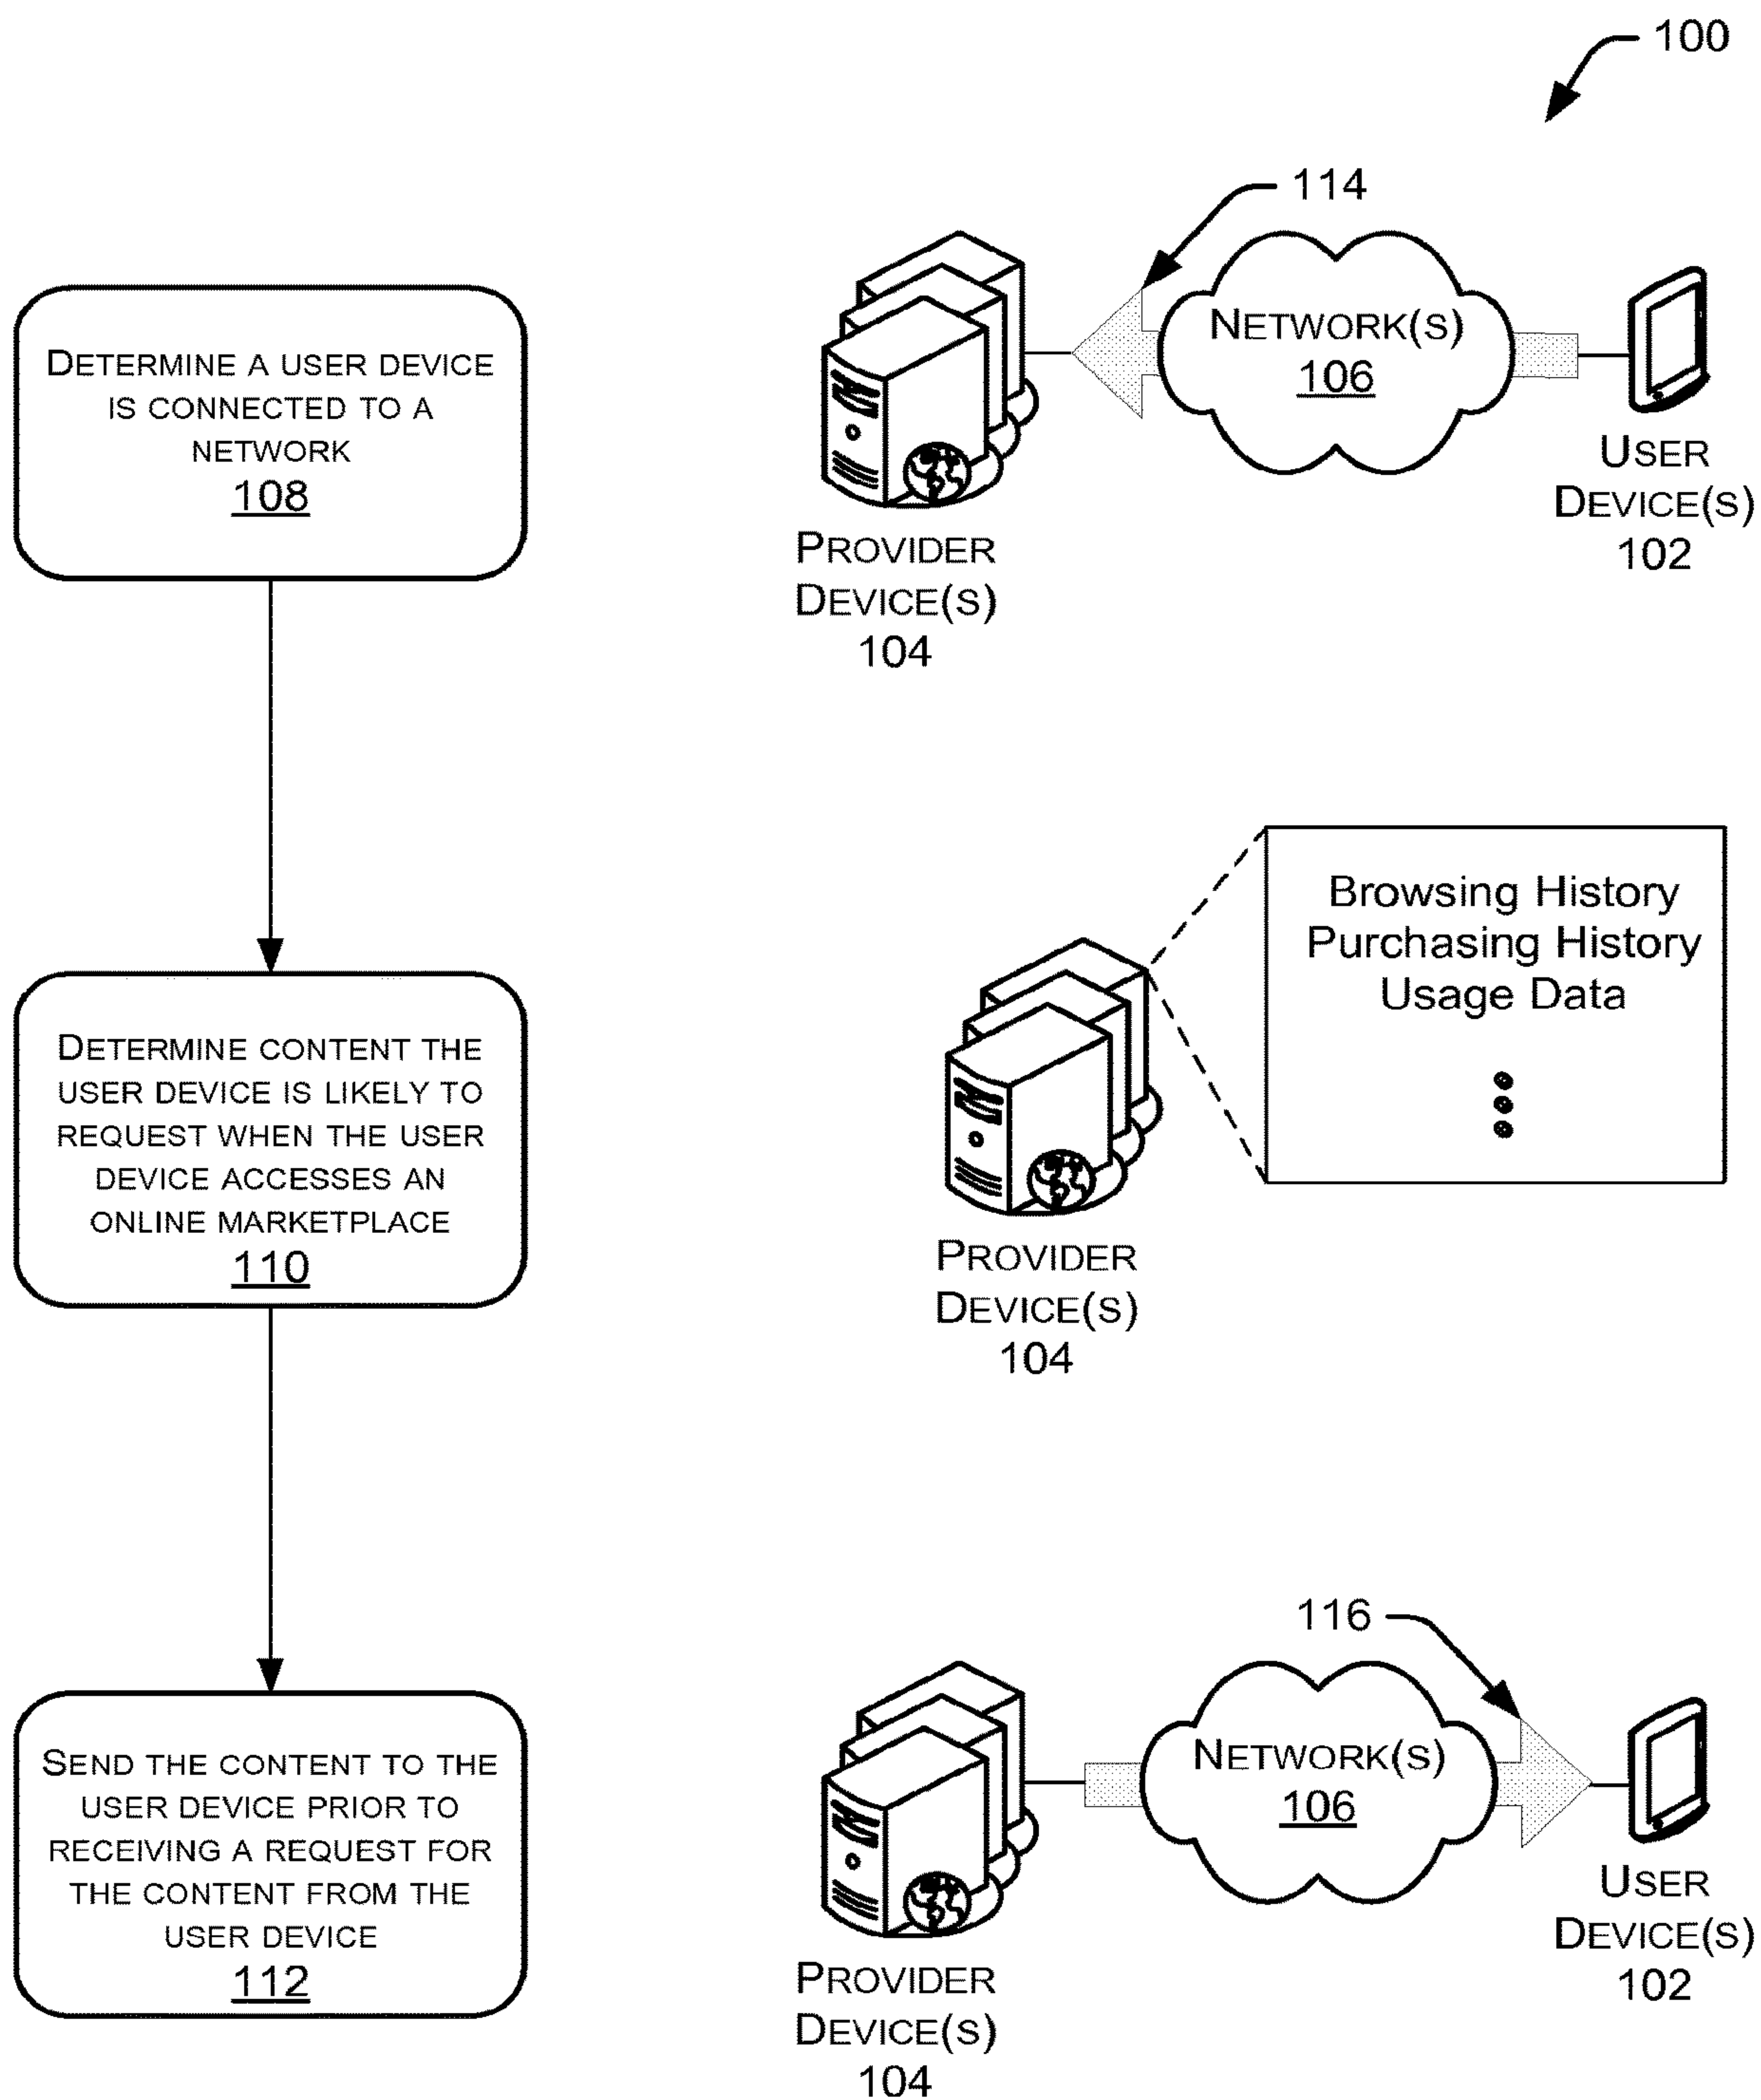 100
114
DETERMINE A USER DEVICE
IS CONNECTED TO A
NETWORK
108
NETWORK(S)
106
USER
DEVICE(S)
102
PROVIDER
DEVICE(S)
104
DETERMINE CONTENT THE
USER DEVICE IS LIKELY TO
REQUEST WHEN THE USER
DEVICE ACCESSES AN
ONLINE MARKETPLACE
110
Browsing History
Purchasing History
Usage Data
PROVIDER
DEVICE(S)
104
116
SEND THE CONTENT TO THE
USER DEVICE PRIOR TO
RECEIVING A REQUEST FOR
THE CONTENT FROM THE
USER DEVICE
112
NETWORK(S)
106
USER
DEVICE(S)
102
PROVIDER
DEVICE(S)
104